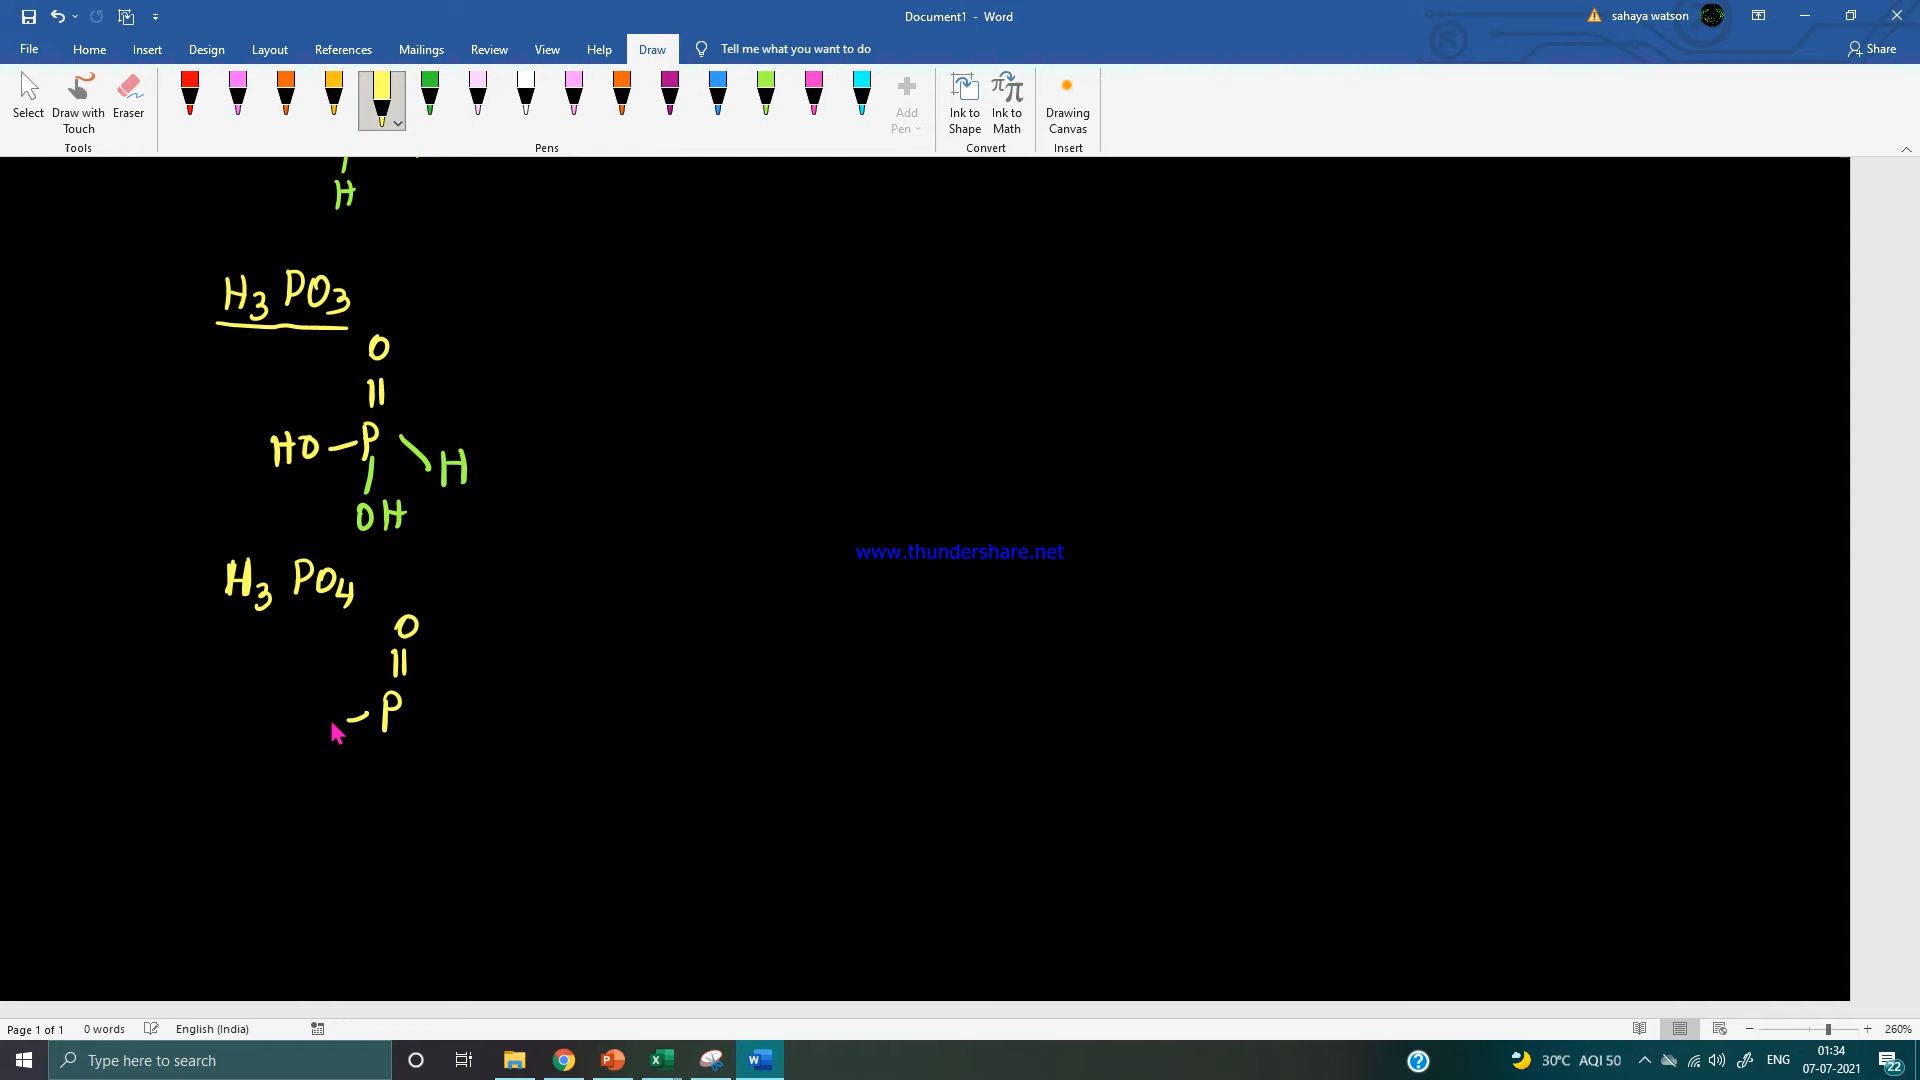 Document1 - Word
sahaya watson
File Home Insert Design Layout References Mailings Review View Help Draw Tell me what you want to do
Share
Select
Draw with Touch
Eraser
Add Pen
Ink to Shape
Ink to Math
Drawing Canvas
Tools
Pens
Convert
Insert
H
H3 PO3
O
HO-P
H
OH
www.thundershare.net
H3 PO4
O
-P
Page 1 of 1
0 words
English (India)
260%
Type here to search
30°C AQI 50
ENG
01:34
07-07-2021
22